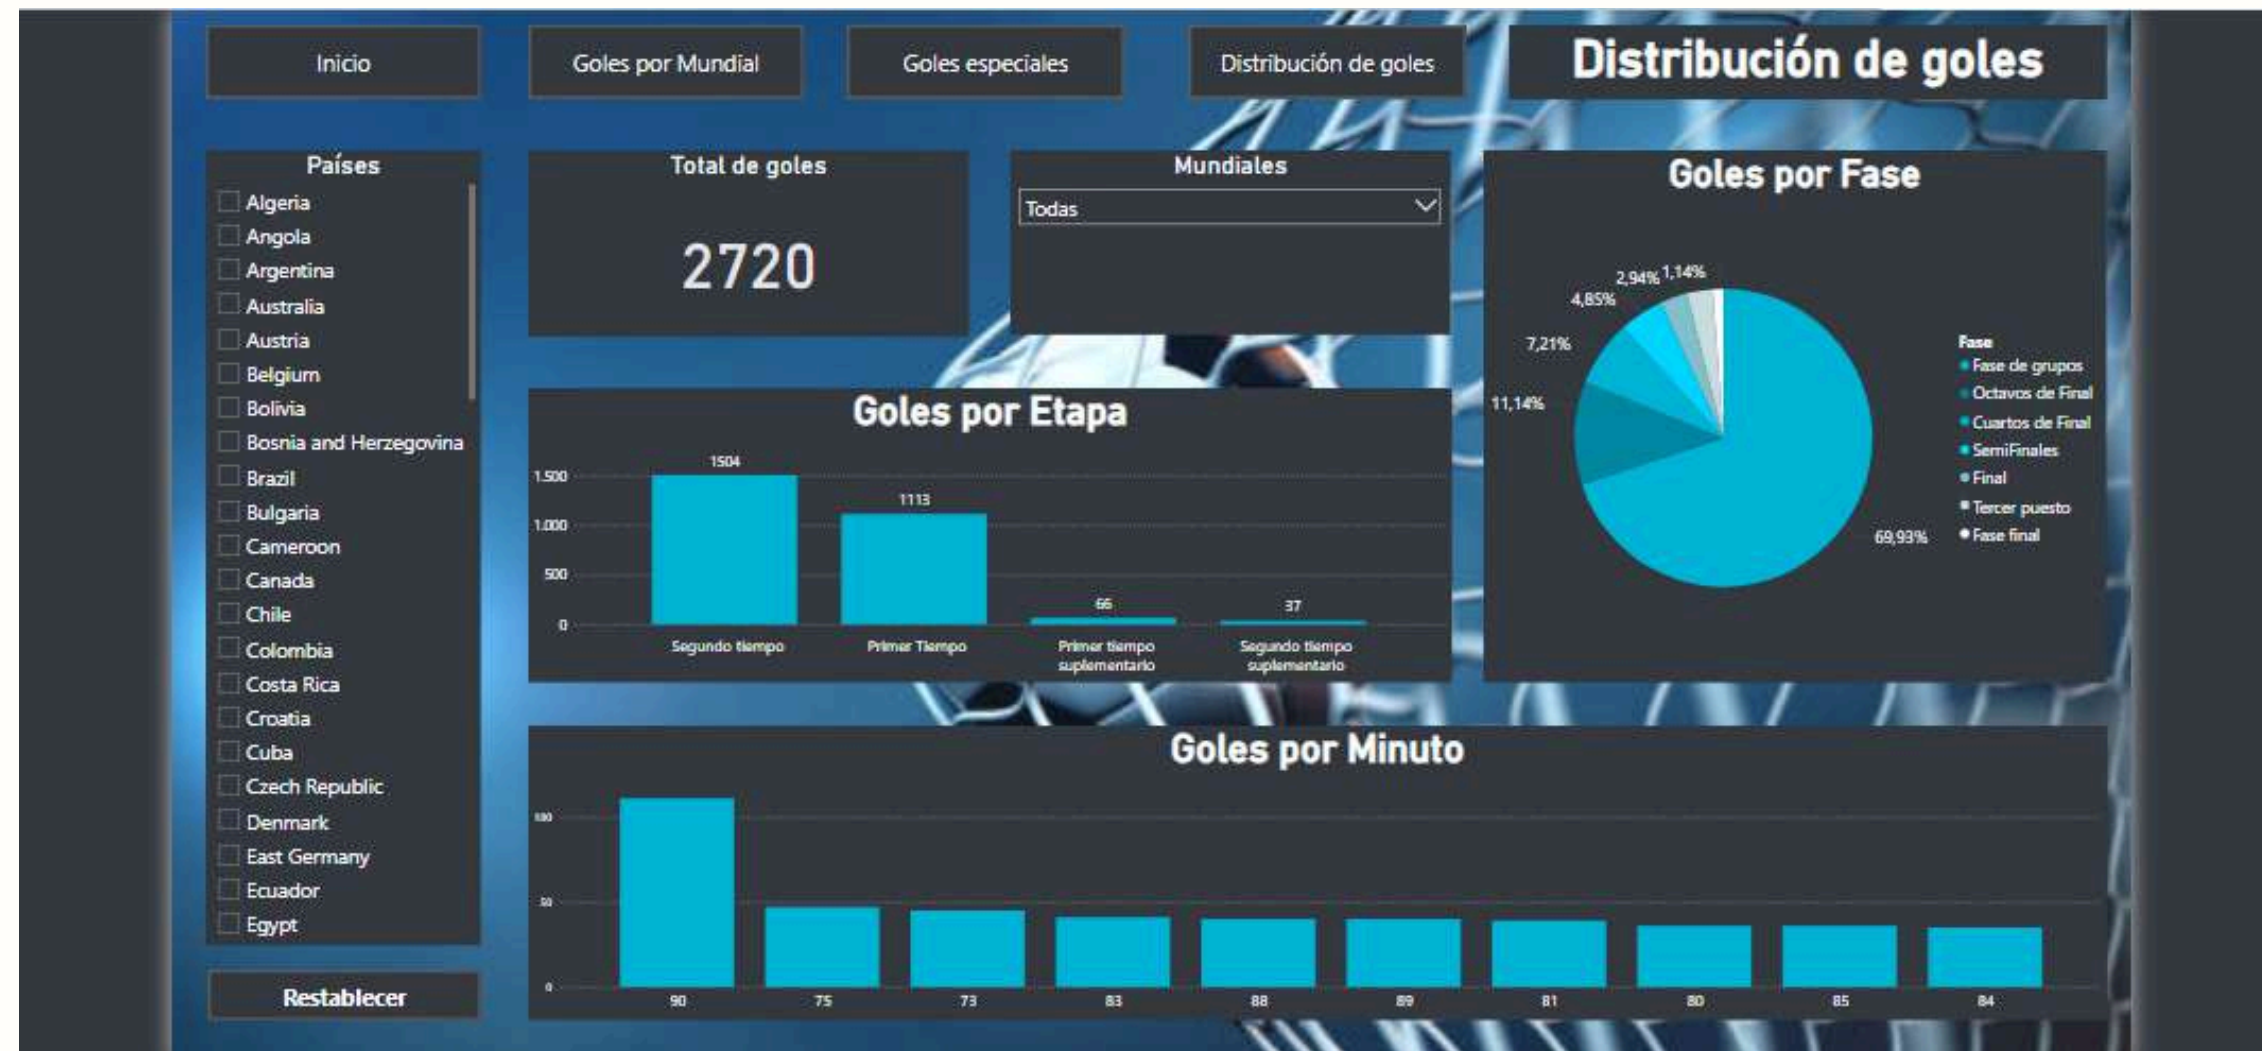 Inicio
Goles por Mundial
Goles especiales
Distribución de goles
Distribución de goles
Países
Algeria
Angola
Argentina
Australia
Austria
Belgium
Bolivia
Bosnia and Herzegovina
Brazil
Bulgaria
Cameroon
Canada
Chile
Colombia
Costa Rica
Croatia
Cuba
Czech Republic
Denmark
East Germany
Ecuador
Egypt
Restablecer
Total de goles
2720
Mundiales
Todas
Goles por Etapa
1504
1.500
1113
1.000
500
66
37
0
Segundo tiempo
Primer Tiempo
Primer tiempo
suplementario
Segundo tiempo
suplementario
Goles por Fase
2,94%
1,14%
4,85%
7,21%
11,14%
69,93%
Fase
Fase de grupos
Octavos de Final
Cuartos de Final
SemiFinales
Final
Tercer puesto
Fase final
Goles por Minuto
100
50
0
90
75
73
83
88
89
81
80
85
84